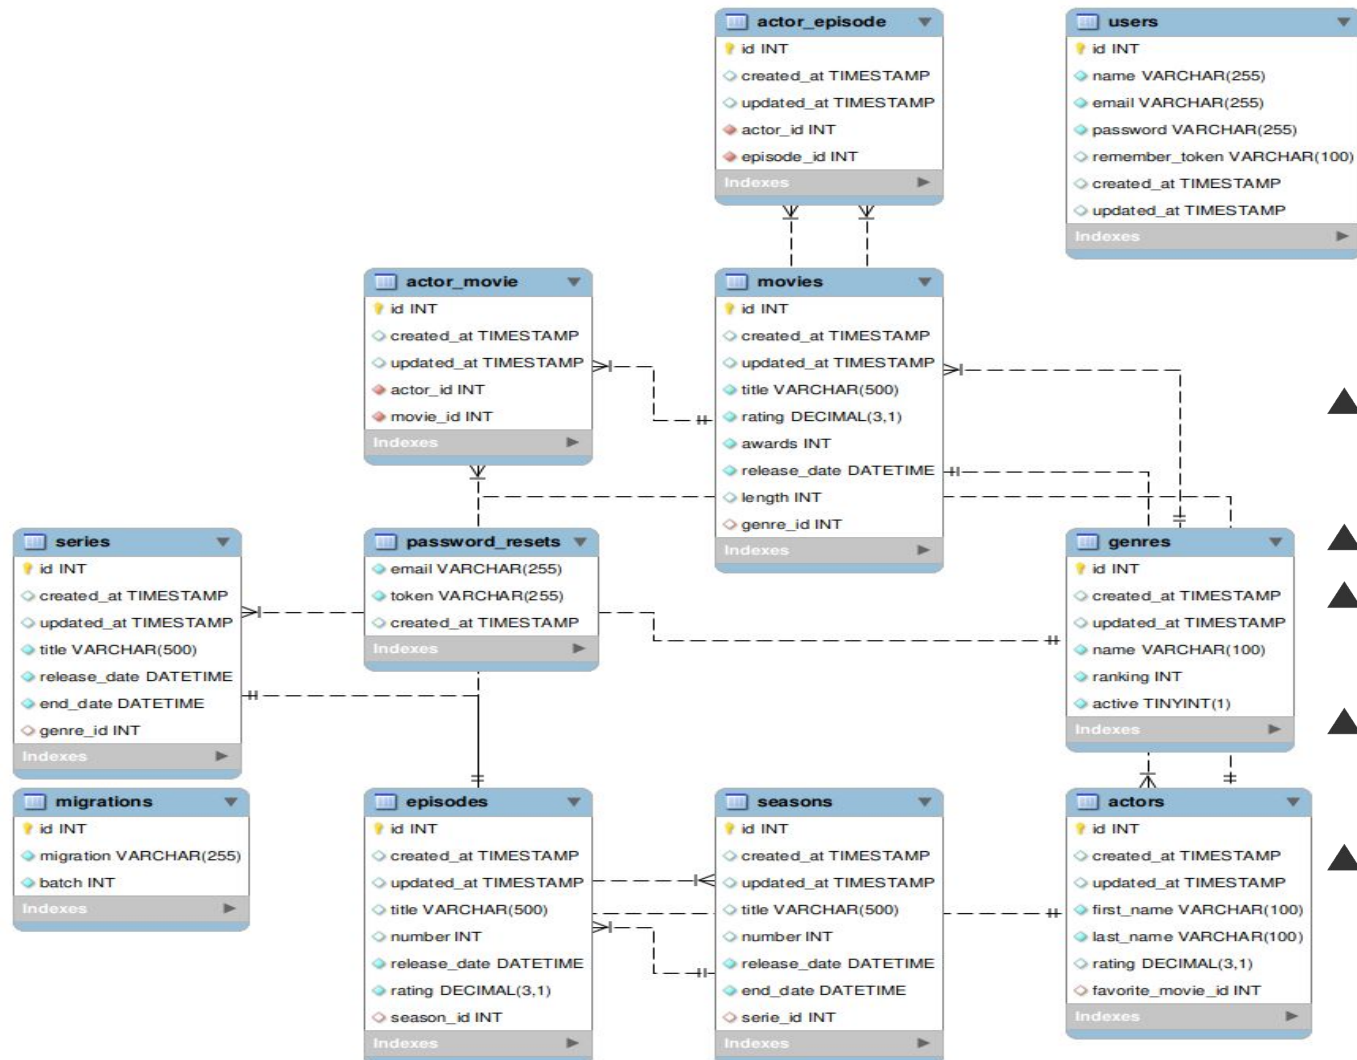 actor_episode
id INT
created_at TIMESTAMP
updated_at TIMESTAMP
actor_id INT
episode_id INT
Indexes
users
id INT
name VARCHAR(255)
email VARCHAR(255)
password VARCHAR(255)
remember_token VARCHAR(100)
created_at TIMESTAMP
updated_at TIMESTAMP
Indexes
actor_movie
id INT
created_at TIMESTAMP
updated_at TIMESTAMP
actor_id INT
movie_id INT
Indexes
movies
id INT
created_at TIMESTAMP
updated_at TIMESTAMP
title VARCHAR(500)
rating DECIMAL(3,1)
awards INT
release_date DATETIME
length INT
genre_id INT
Indexes
series
id INT
created_at TIMESTAMP
updated_at TIMESTAMP
title VARCHAR(500)
release_date DATETIME
end_date DATETIME
genre_id INT
Indexes
password_resets
email VARCHAR(255)
token VARCHAR(255)
created_at TIMESTAMP
Indexes
genres
id INT
created_at TIMESTAMP
updated_at TIMESTAMP
name VARCHAR(100)
ranking INT
active TINYINT(1)
Indexes
migrations
id INT
migration VARCHAR(255)
batch INT
Indexes
episodes
id INT
created_at TIMESTAMP
updated_at TIMESTAMP
title VARCHAR(500)
number INT
release_date DATETIME
rating DECIMAL(3,1)
season_id INT
Indexes
seasons
id INT
created_at TIMESTAMP
updated_at TIMESTAMP
title VARCHAR(500)
number INT
release_date DATETIME
end_date DATETIME
serie_id INT
Indexes
actors
id INT
created_at TIMESTAMP
updated_at TIMESTAMP
first_name VARCHAR(100)
last_name VARCHAR(100)
rating DECIMAL(3,1)
favorite_movie_id INT
Indexes